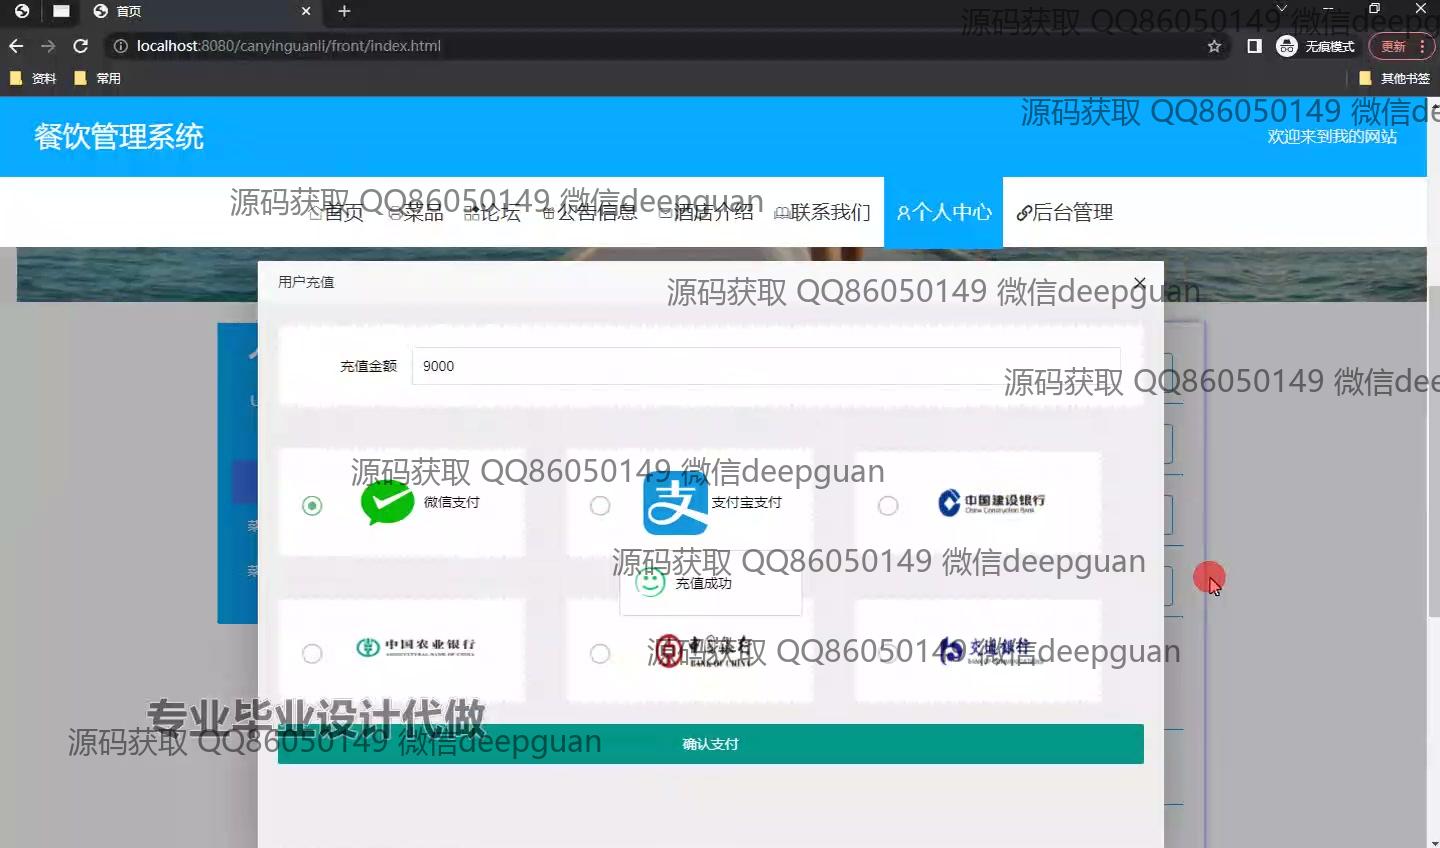 首页
localhost:8080/canyinguanli/front/index.html
无痕模式
更新
资料
常用
其他书签
源码获取 QQ86050149 微信deepguan
源码获取 QQ86050149 微信de
餐饮管理系统
欢迎来到我的网站
源码获取 QQ86050149 微信deepguan
首页
菜品
论坛
公告信息
酒店介绍
联系我们
个人中心
后台管理
用户充值
源码获取 QQ86050149 微信deepguan
充值金额
9000
源码获取 QQ86050149 微信dee
源码获取 QQ86050149 微信deepguan
微信支付
支
支付宝支付
中国建设银行
China Construction Bank
源码获取 QQ86050149 微信deepguan
充值成功
中国农业银行
AGRICULTURAL BANK OF CHINA
源码获取 QQ86050149 微信deepguan
BANK OF CHINA
交通银行
专业毕业设计代做
源码获取 QQ86050149 微信deepguan
确认支付